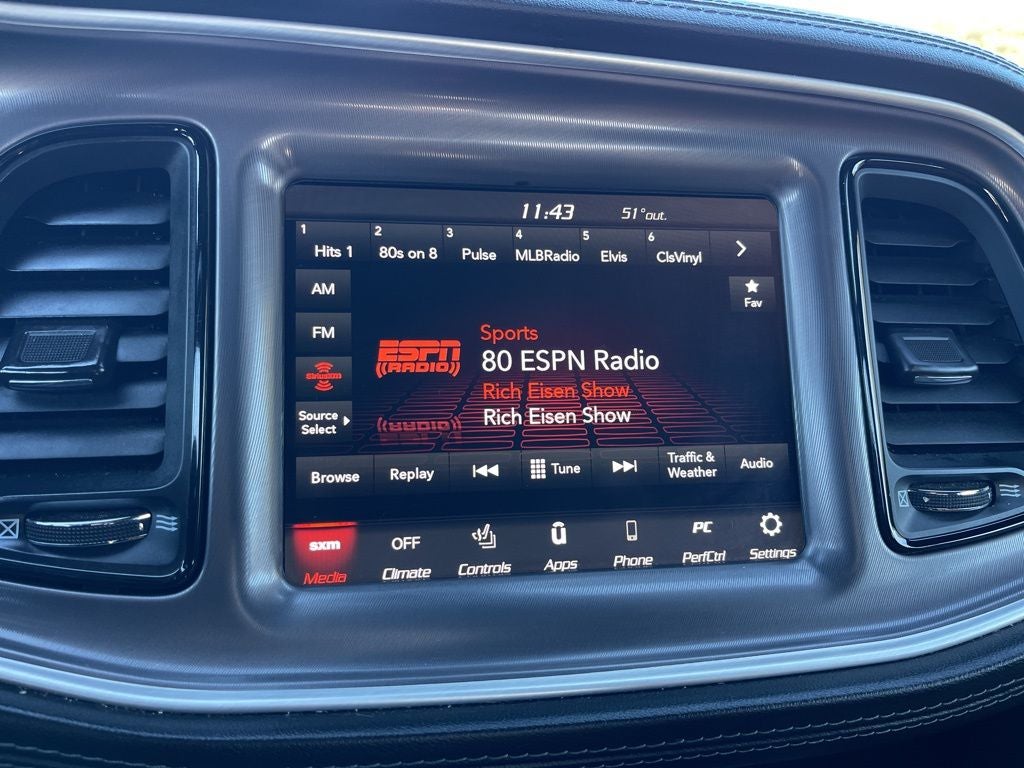 11:43 51°out.
1 Hits 1 2 80s on 8 3 Pulse 4 MLBRadio 5 Elvis 6 ClsVinyl
AM
Fav
FM
Sports
ESPN
((RADIO))
80 ESPN Radio
SiriusXM
Rich Eisen Show
Source
Select
Rich Eisen Show
Browse Replay Tune Traffic &
Weather Audio
sxm OFF PC
Media Climate Controls Apps Phone PerfCtrl Settings